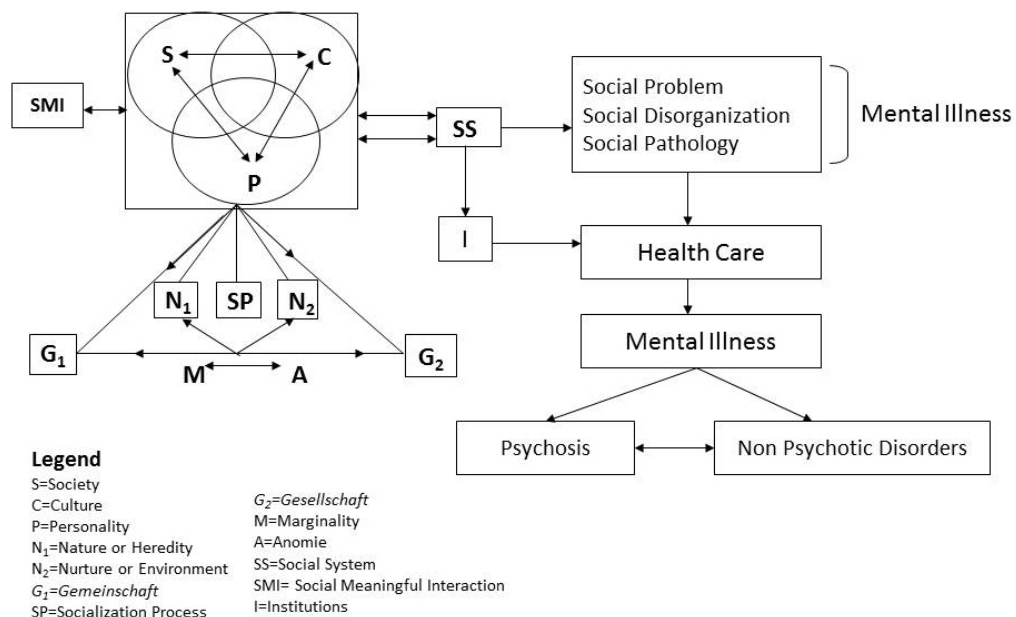 S
C
P
SMI
SS
I
Social Problem
Social Disorganization
Social Pathology
Mental Illness
Health Care
Mental Illness
Psychosis
Non Psychotic Disorders
N₁
SP
N₂
G₁
G₂
M
A
Legend
S=Society
C=Culture
P=Personality
N₁=Nature or Heredity
N₂=Nurture or Environment
G₁=Gemeinschaft
SP=Socialization Process
G₂=Gesellschaft
M=Marginality
A=Anomie
SS=Social System
SMI= Social Meaningful Interaction
I=Institutions